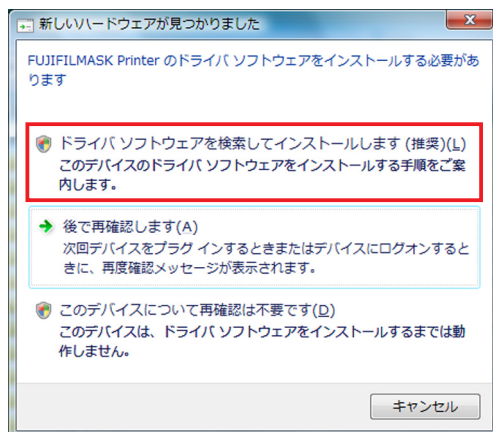 新しいハードウェアが見つかりました
FUJIFILMASK Printer のドライバ ソフトウェアをインストールする必要があ
ります
ドライバ ソフトウェアを検索してインストールします (推奨)(L)
このデバイスのドライバ ソフトウェアをインストールする手順をご案
内します。
後で再確認します(A)
次回デバイスをプラグ インするときまたはデバイスにログオンすると
きに、再度確認メッセージが表示されます。
このデバイスについて再確認は不要です(D)
このデバイスは、ドライバ ソフトウェアをインストールするまでは動
作しません。
キャンセル